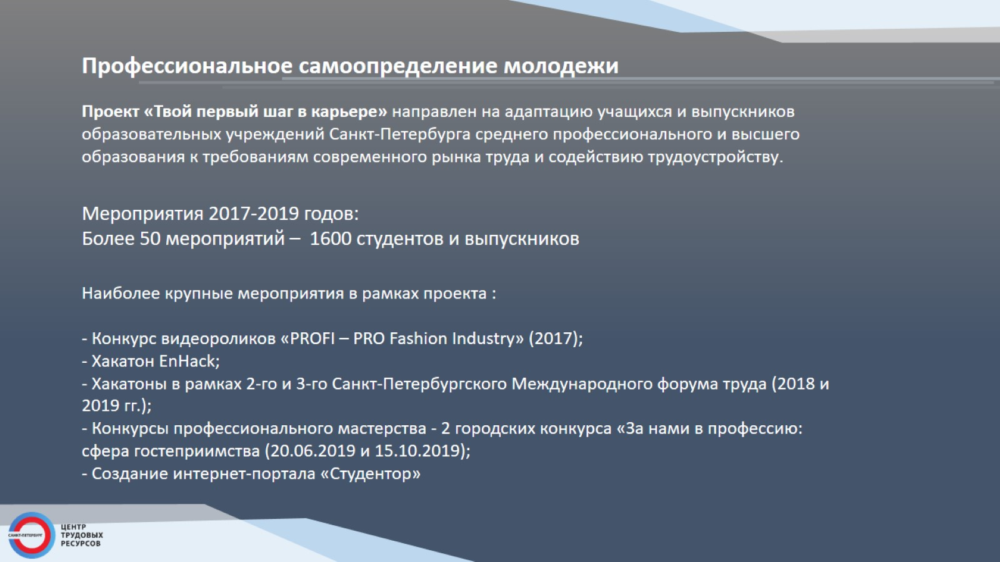 Профессиональное самоопределение молодежи
Проект «Твой первый шаг в карьере» направлен на адаптацию учащихся и выпускников
образовательных учреждений Санкт-Петербурга среднего профессионального и высшего
образования к требованиям современного рынка труда и содействию трудоустройству.
Мероприятия 2017-2019 годов:
Более 50 мероприятий –  1600 студентов и выпускников
Наиболее крупные мероприятия в рамках проекта :
- Конкурс видеороликов «PROFI – PRO Fashion Industry» (2017);
- Хакатон EnHack;
- Хакатоны в рамках 2-го и 3-го Санкт-Петербургского Международного форума труда (2018 и
2019 гг.);
- Конкурсы профессионального мастерства - 2 городских конкурса «За нами в профессию:
сфера гостеприимства (20.06.2019 и 15.10.2019);
- Создание интернет-портала «Студентор»
САНКТ-ПЕТЕРБУРГ
ЦЕНТР
ТРУДОВЫХ
РЕСУРСОВ